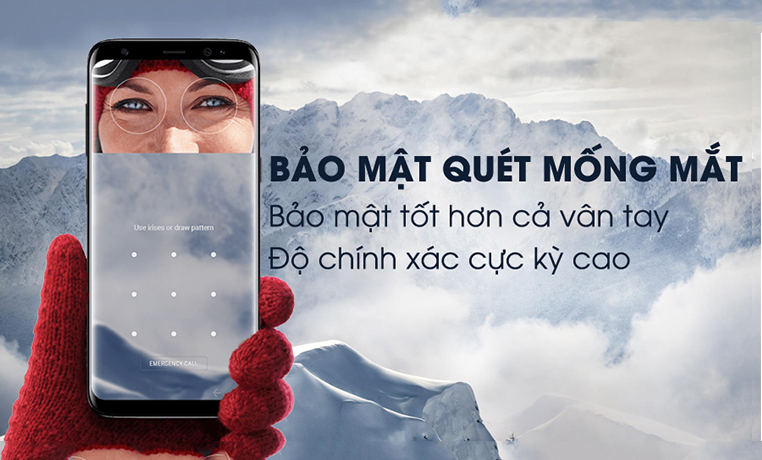 BẢO MẬT QUÉT MỐNG MẮT
Bảo mật tốt hơn cả vân tay
Độ chính xác cực kỳ cao
Use irises or draw pattern
EMERGENCY CALL